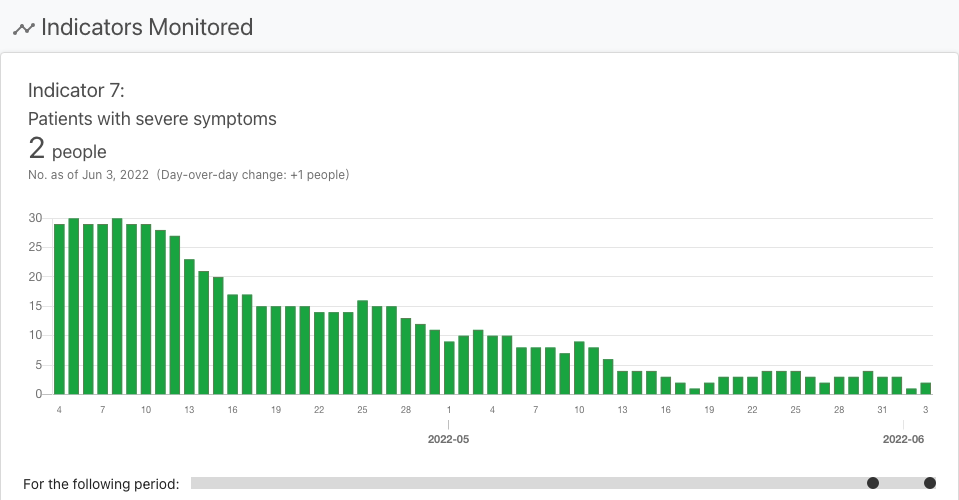 Indicators Monitored
Indicator 7:
Patients with severe symptoms
2 people
No. as of Jun 3, 2022 (Day-over-day change: +1 people)
30
25
20
15
10
5
0
4 7 10 13 16 19 22 25 28 1 4 7 10 13 16 19 22 25 28 31 3
2022-05 2022-06
For the following period: